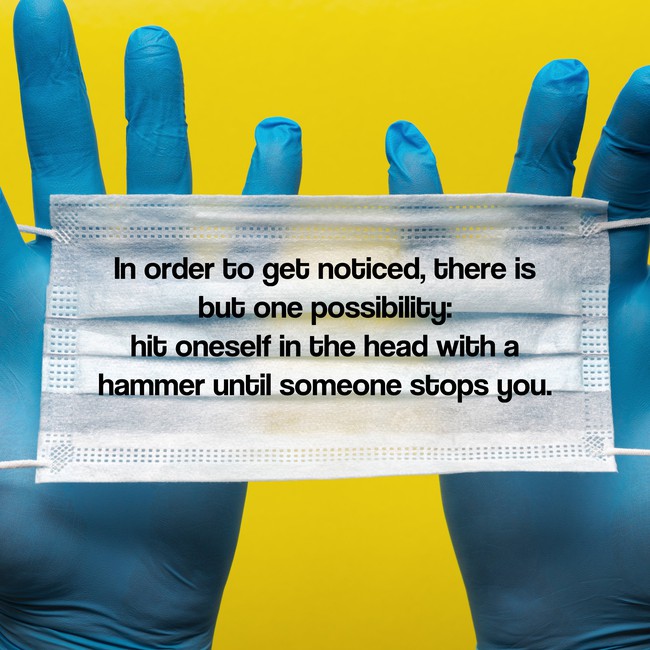 In order to get noticed, there is
but one possibility:
hit oneself in the head with a
hammer until someone stops you.